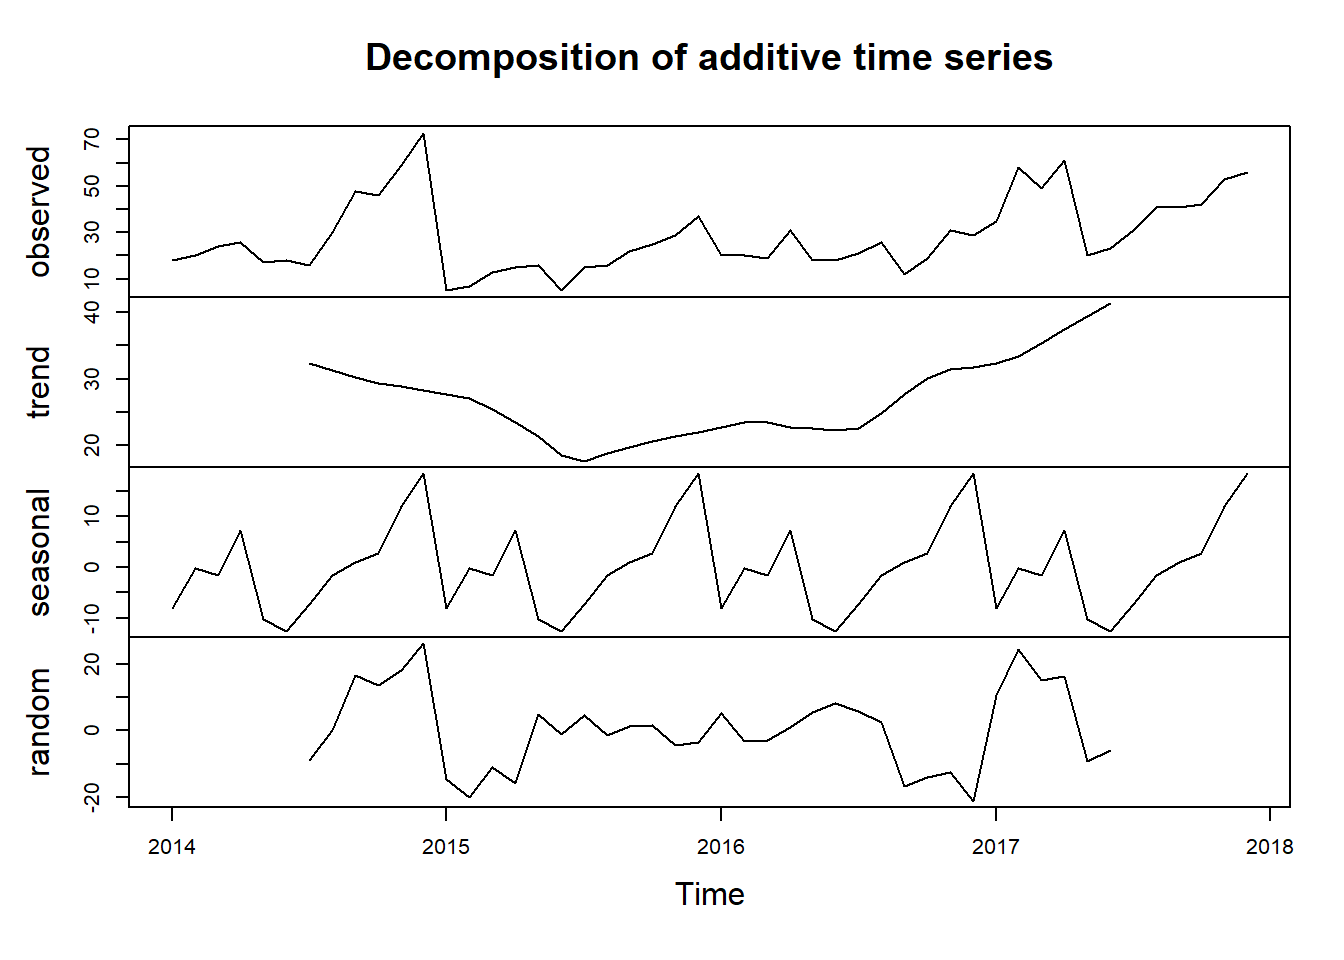 Decomposition of additive time series
observed
10 30 50 70
trend
20 30 40
seasonal
-10 0 10
random
-20 0 20
2014 2015 2016 2017 2018
Time